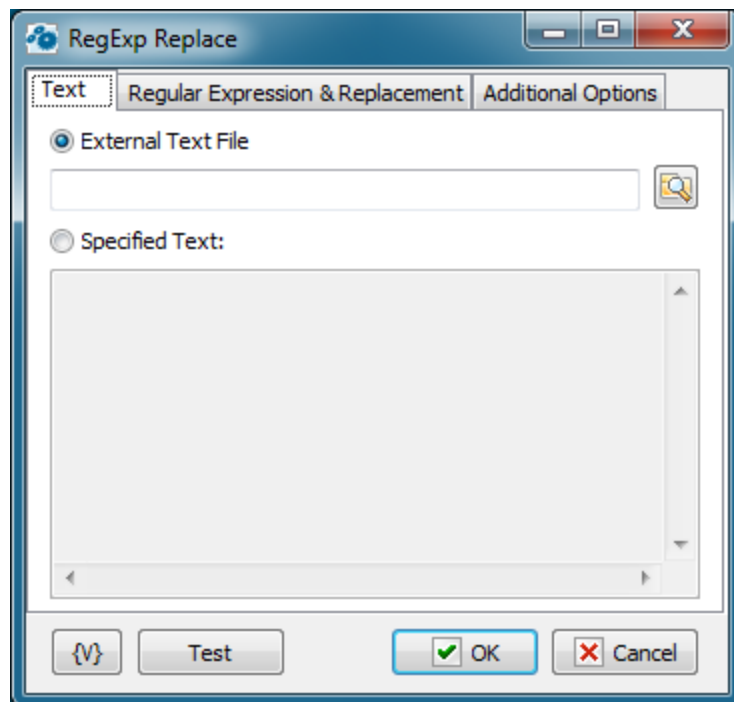 RegExp Replace
Text Regular Expression & Replacement Additional Options
External Text File
Specified Text:
{V} Test OK Cancel